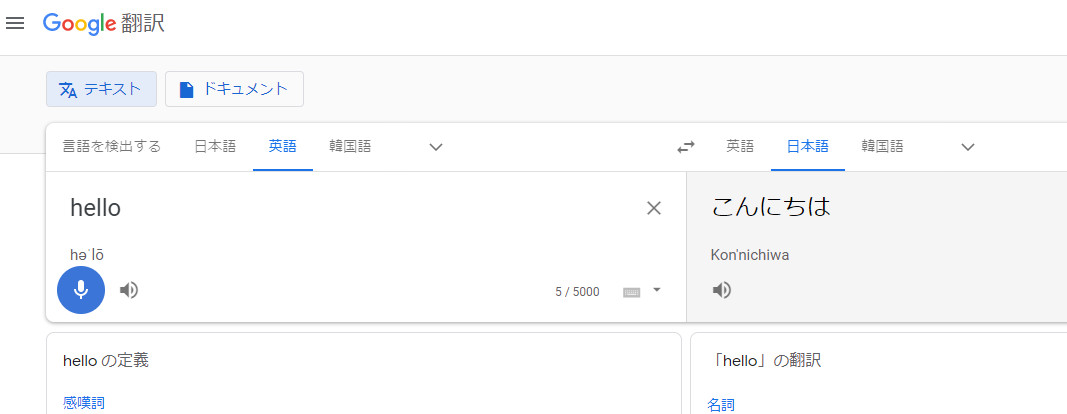 Google 翻訳
テキスト ドキュメント
言語を検出する 日本語 英語 韓国語 英語 日本語 韓国語
hello こんにちは
həˈlō Kon'nichiwa
5 / 5000
hello の定義 「hello」の翻訳
感嘆詞 名詞